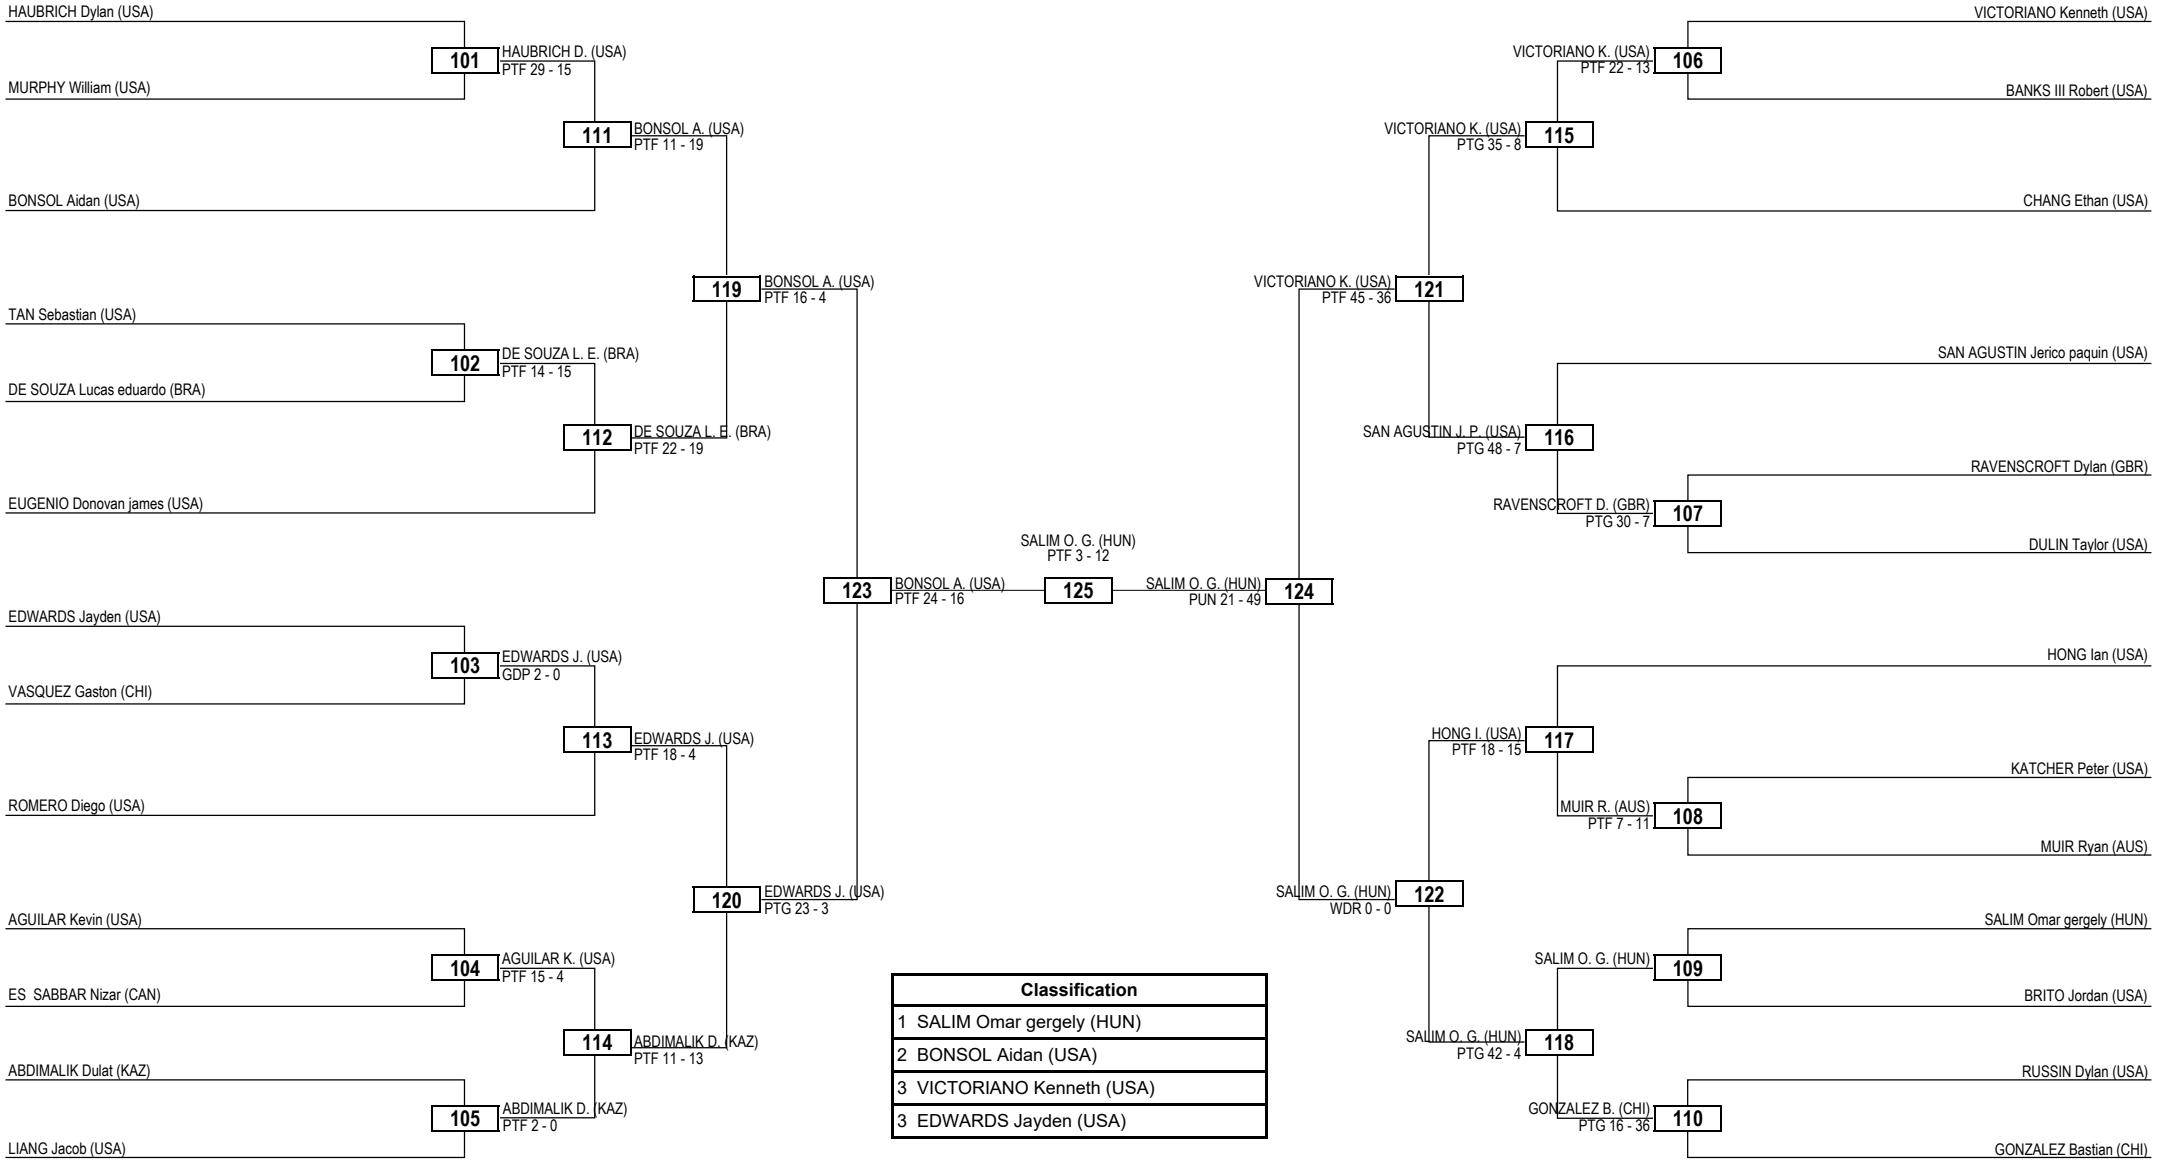 HAUBRICH Dylan (USA)
101
HAUBRICH D. (USA)
PTF 29 - 15
MURPHY William (USA)
111
BONSOL A. (USA)
PTF 11 - 19
BONSOL Aidan (USA)
119
BONSOL A. (USA)
PTF 16 - 4
TAN Sebastian (USA)
102
DE SOUZA L. E. (BRA)
PTF 14 - 15
DE SOUZA Lucas eduardo (BRA)
112
DE SOUZA L. E. (BRA)
PTF 22 - 19
EUGENIO Donovan james (USA)
123
BONSOL A. (USA)
PTF 24 - 16
EDWARDS Jayden (USA)
103
EDWARDS J. (USA)
GDP 2 - 0
VASQUEZ Gaston (CHI)
113
EDWARDS J. (USA)
PTF 18 - 4
ROMERO Diego (USA)
120
EDWARDS J. (USA)
PTG 23 - 3
AGUILAR Kevin (USA)
104
AGUILAR K. (USA)
PTF 15 - 4
ES  SABBAR Nizar (CAN)
114
ABDIMALIK D. (KAZ)
PTF 11 - 13
ABDIMALIK Dulat (KAZ)
105
ABDIMALIK D. (KAZ)
PTF 2 - 0
LIANG Jacob (USA)
SALIM O. G. (HUN)
PTF 3 - 12
125
VICTORIANO Kenneth (USA)
VICTORIANO K. (USA)
PTF 22 - 13
106
BANKS III Robert (USA)
VICTORIANO K. (USA)
PTG 35 - 8
115
CHANG Ethan (USA)
VICTORIANO K. (USA)
PTF 45 - 36
121
SAN AGUSTIN Jerico paquin (USA)
SAN AGUSTIN J. P. (USA)
PTG 48 - 7
116
RAVENSCROFT Dylan (GBR)
RAVENSCROFT D. (GBR)
PTG 30 - 7
107
DULIN Taylor (USA)
SALIM O. G. (HUN)
PUN 21 - 49
124
HONG Ian (USA)
HONG I. (USA)
PTF 18 - 15
117
KATCHER Peter (USA)
MUIR R. (AUS)
PTF 7 - 11
108
MUIR Ryan (AUS)
SALIM O. G. (HUN)
WDR 0 - 0
122
SALIM Omar gergely (HUN)
SALIM O. G. (HUN)
109
BRITO Jordan (USA)
SALIM O. G. (HUN)
PTG 42 - 4
118
RUSSIN Dylan (USA)
GONZALEZ B. (CHI)
PTG 16 - 36
110
GONZALEZ Bastian (CHI)
Classification
1 SALIM Omar gergely (HUN)
2 BONSOL Aidan (USA)
3 VICTORIANO Kenneth (USA)
3 EDWARDS Jayden (USA)